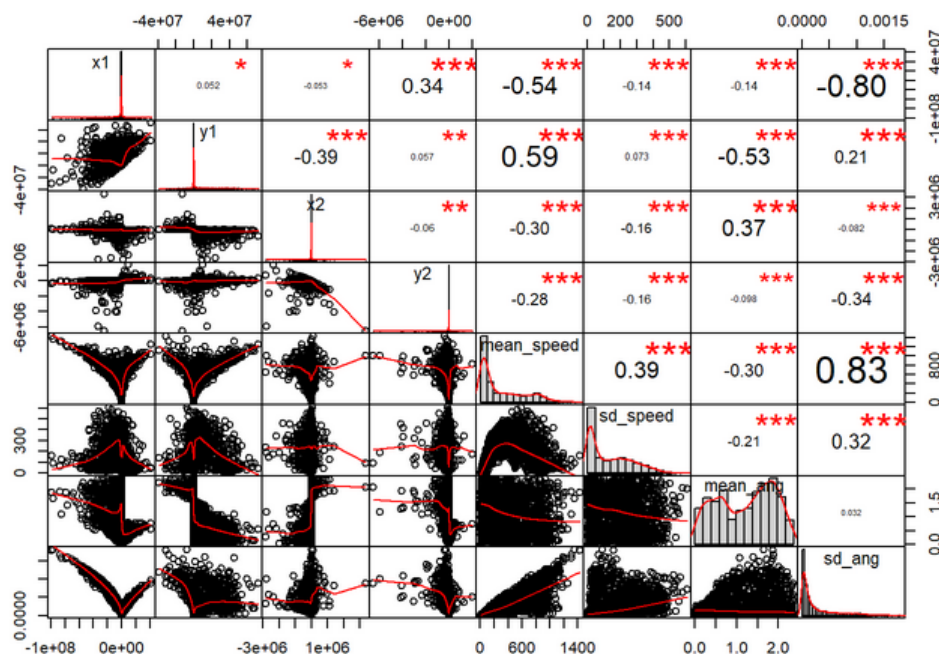 -4e+07 4e+07 -6e+06 0e+00 0 200 500 0.0000 0.0015
x1 * * *** *** *** *** ***
0.052 -0.053 0.34 -0.54 -0.14 -0.14 -0.80
-1e+08 4e+07
y1 *** ** *** *** *** ***
-0.39 0.057 0.59 0.073 -0.53 0.21
-4e+07
x2 ** *** *** *** ***
-0.06 -0.30 -0.16 0.37 -0.082
-3e+06 3e+06
y2 *** *** *** ***
-0.28 -0.16 -0.098 -0.34
-6e+06 2e+06
mean_speed *** *** ***
0.39 -0.30 0.83
0 800
sd_speed *** ***
-0.21 0.32
0 300
mean_ang
0.032
0.0 1.5
sd_ang
0.0000
-1e+08 0e+00 -3e+06 1e+06 0 600 1400 0.0 1.0 2.0